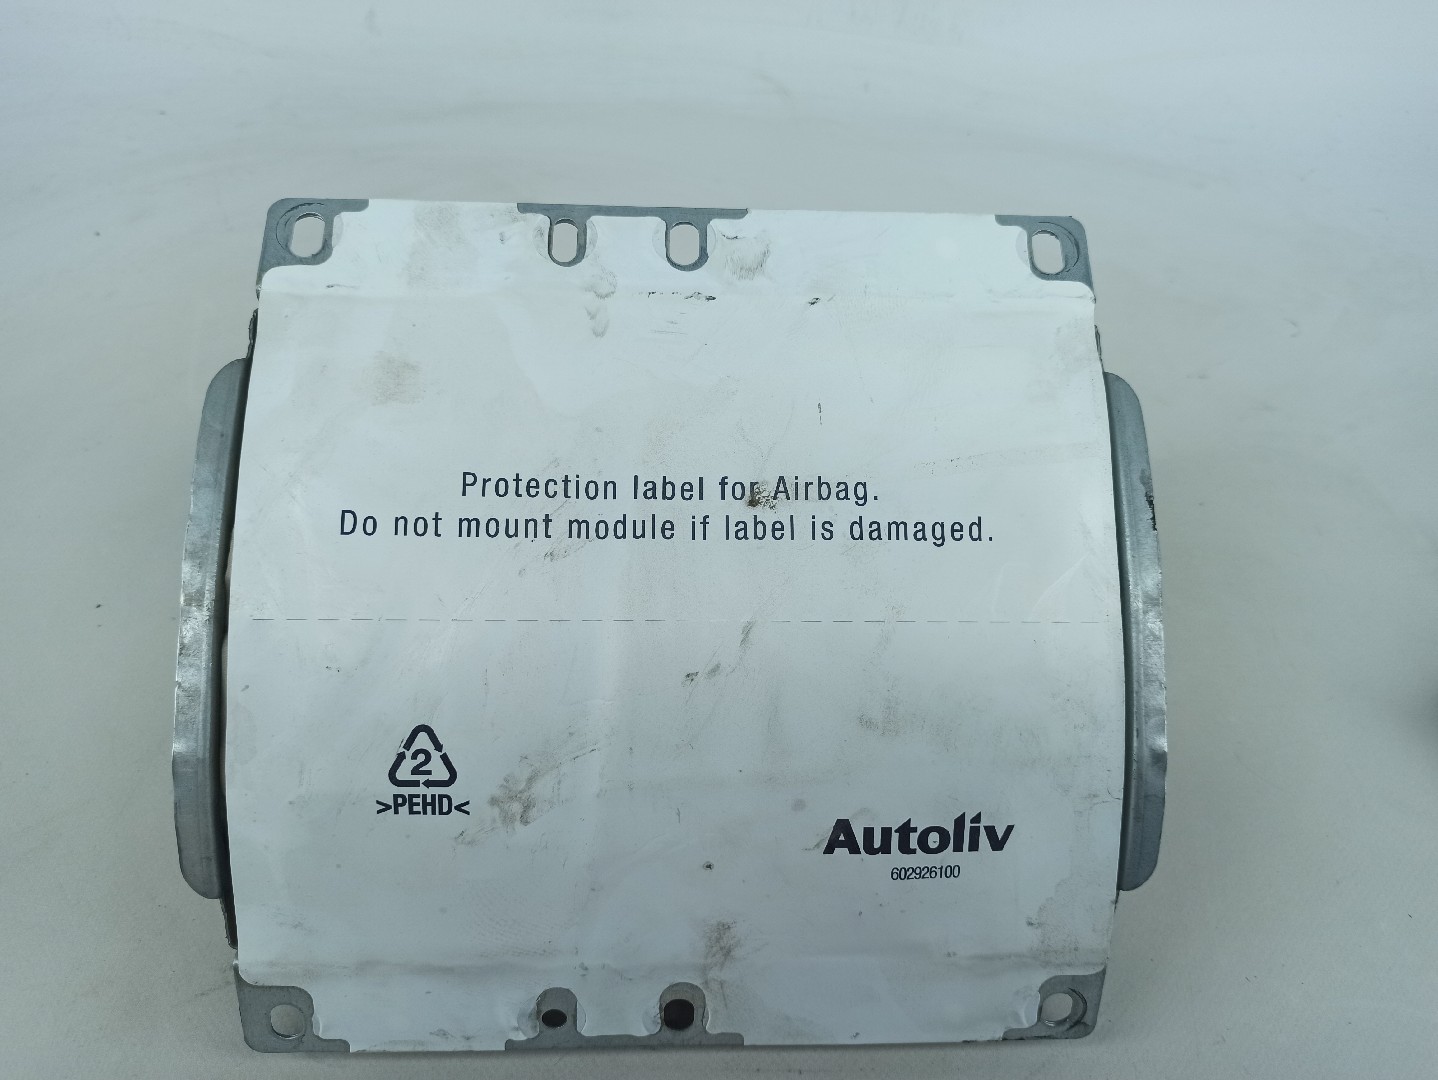 Protection label for Airbag.
Do not mount module if label is damaged.
2
>PEHD<
Autoliv
602926100